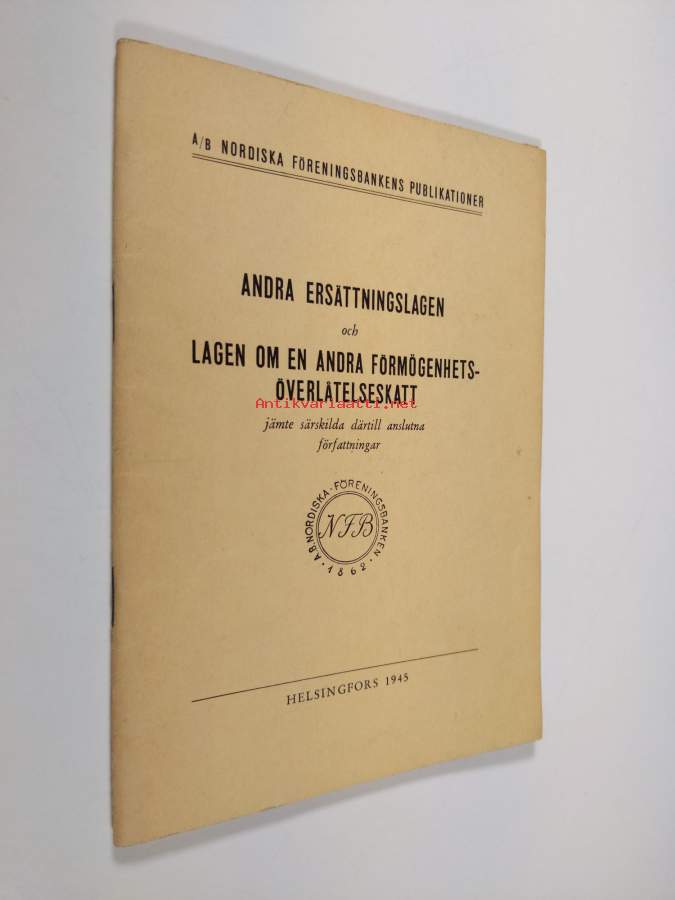 A/B NORDISKA FÖRENINGSBANKENS PUBLIKATIONER
ANDRA ERSÄTTNINGSLAGEN
och
LAGEN OM EN ANDRA FÖRMÖGENHETS-
ÖVERLÅTELSESKATT
Antikvariaatti.net
jämte särskilda därtill anslutna
författningar
A.B. NORDISKA-FÖRENINGSBANKEN
NFB
· 1862 ·
HELSINGFORS 1945